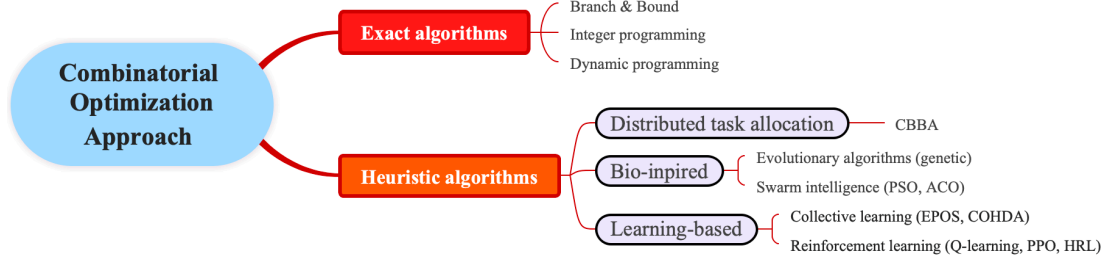 Combinatorial
Optimization
Approach
Exact algorithms
Branch & Bound
Integer programming
Dynamic programming
Heuristic algorithms
Distributed task allocation
CBBA
Bio-inpired
Evolutionary algorithms (genetic)
Swarm intelligence (PSO, ACO)
Learning-based
Collective learning (EPOS, COHDA)
Reinforcement learning (Q-learning, PPO, HRL)